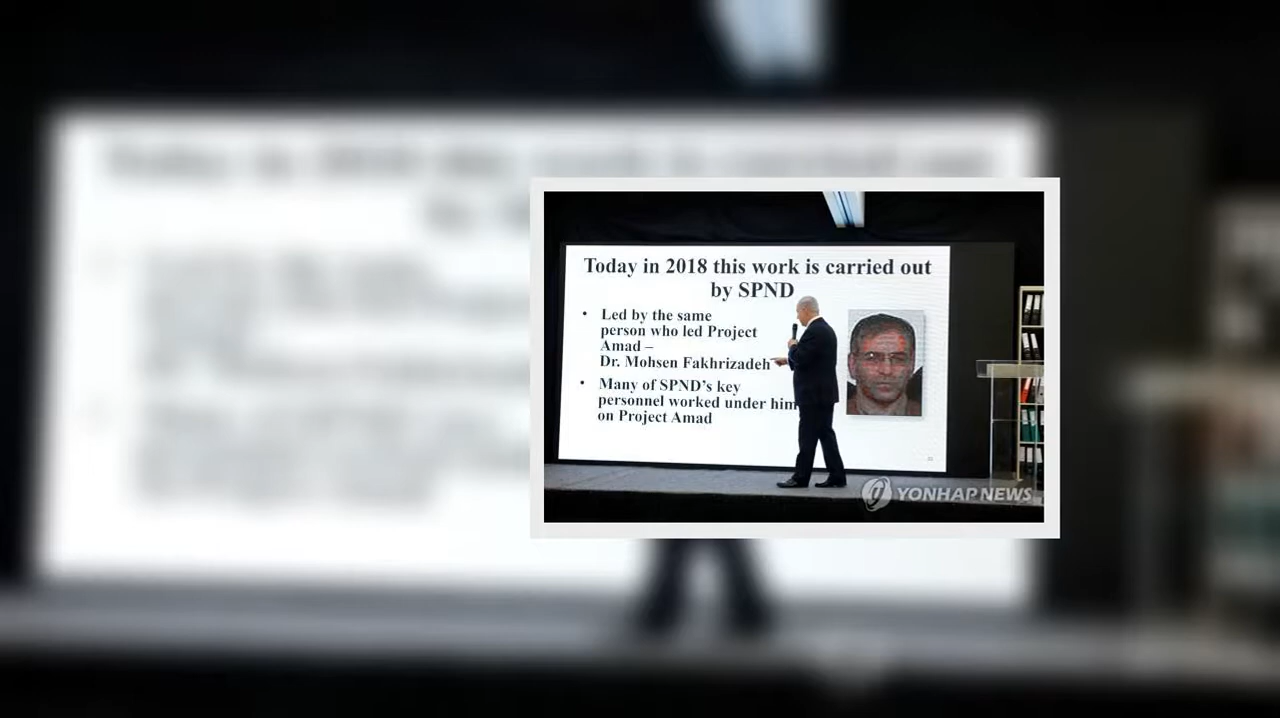 Today in 2018 this work is carried out
by SPND
• Led by the same
person who led Project
Amad –
Dr. Mohsen Fakhrizadeh
• Many of SPND's key
personnel worked under him
on Project Amad
YONHAP NEWS